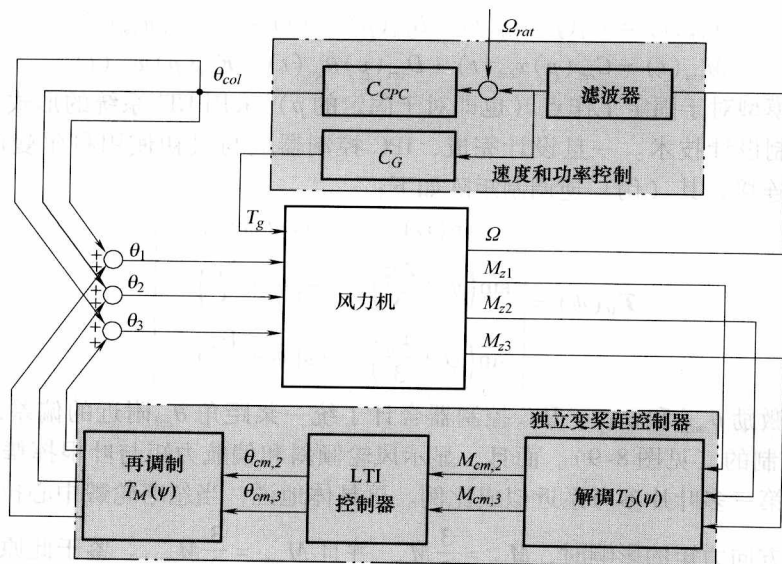 Ω_rat
θ_col
C_CPC
滤波器
C_G
速度和功率控制
T_g
Ω
θ_1
M_z1
θ_2
M_z2
风力机
θ_3
M_z3
独立变桨距控制器
再调制
T_M(ψ)
θ_cm,2
θ_cm,3
LTI
控制器
M_cm,2
M_cm,3
解调T_D(ψ)
+
+
+
+
+
+